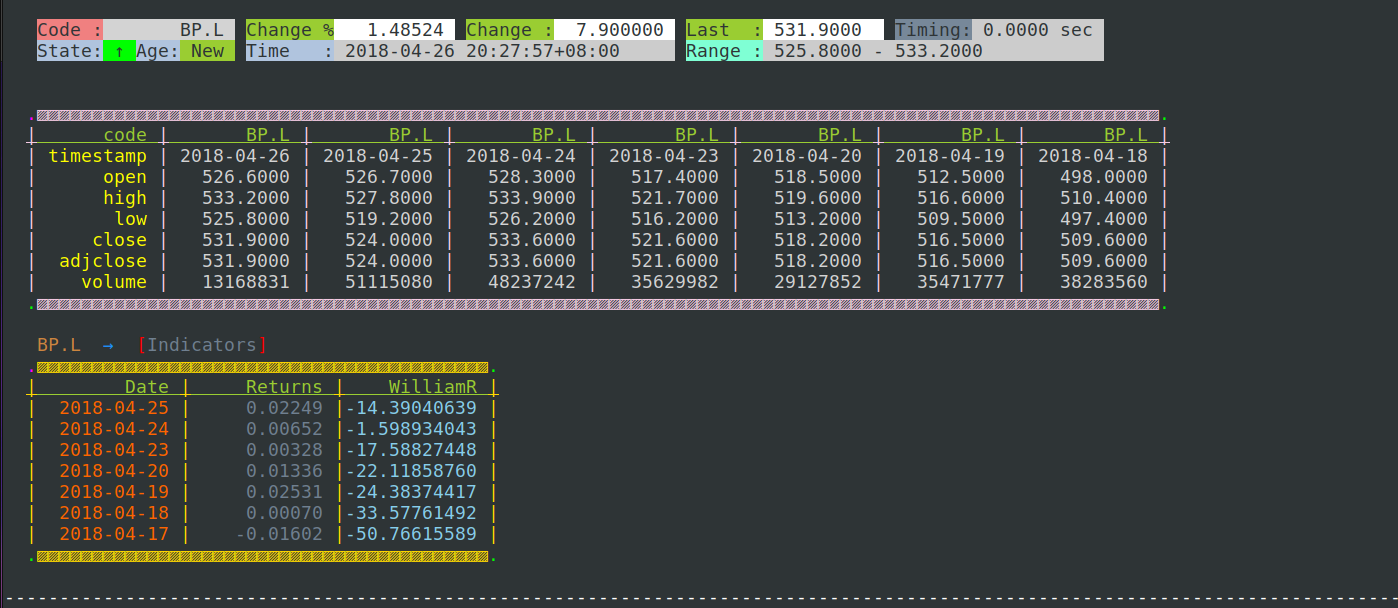 Code : BP.L Change % 1.48524 Change : 7.900000 Last : 531.9000 Timing: 0.0000 sec
State: ↑ Age: New Time : 2018-04-26 20:27:57+08:00 Range : 525.8000 - 533.2000
| code | BP.L | BP.L | BP.L | BP.L | BP.L | BP.L | BP.L |
| timestamp | 2018-04-26 | 2018-04-25 | 2018-04-24 | 2018-04-23 | 2018-04-20 | 2018-04-19 | 2018-04-18 |
| open | 526.6000 | 526.7000 | 528.3000 | 517.4000 | 518.5000 | 512.5000 | 498.0000 |
| high | 533.2000 | 527.8000 | 533.9000 | 521.7000 | 519.6000 | 516.6000 | 510.4000 |
| low | 525.8000 | 519.2000 | 526.2000 | 516.2000 | 513.2000 | 509.5000 | 497.4000 |
| close | 531.9000 | 524.0000 | 533.6000 | 521.6000 | 518.2000 | 516.5000 | 509.6000 |
| adjclose | 531.9000 | 524.0000 | 533.6000 | 521.6000 | 518.2000 | 516.5000 | 509.6000 |
| volume | 13168831 | 51115080 | 48237242 | 35629982 | 29127852 | 35471777 | 38283560 |
BP.L → [Indicators]
| Date | Returns | WilliamR |
| 2018-04-25 | 0.02249 |-14.39040639 |
| 2018-04-24 | 0.00652 |-1.598934043 |
| 2018-04-23 | 0.00328 |-17.58827448 |
| 2018-04-20 | 0.01336 |-22.11858760 |
| 2018-04-19 | 0.02531 |-24.38374417 |
| 2018-04-18 | 0.00070 |-33.57761492 |
| 2018-04-17 | -0.01602 |-50.76615589 |